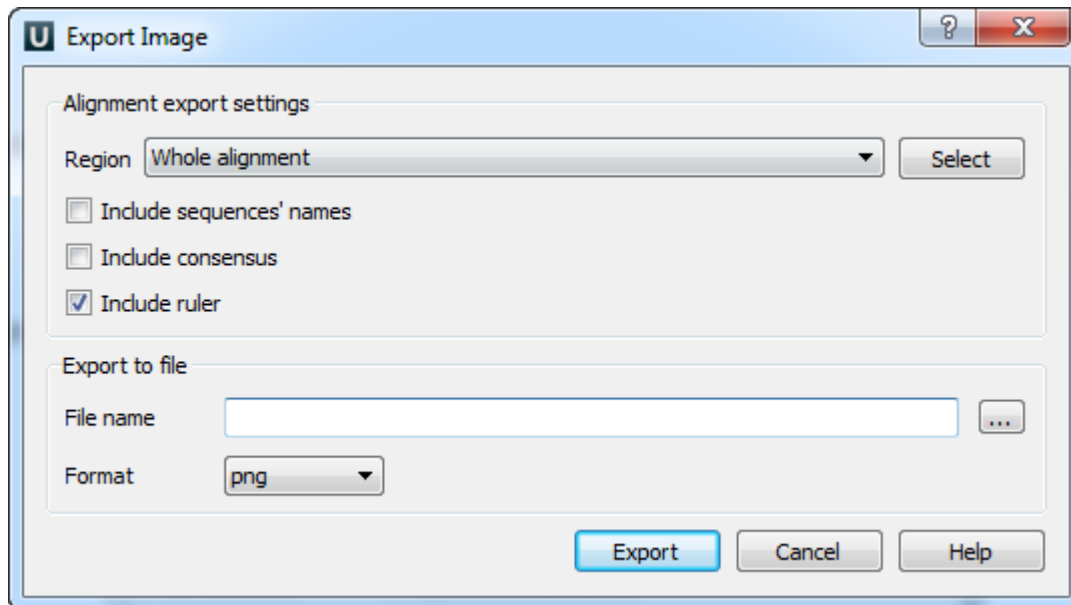 U Export Image
Alignment export settings
Region Whole alignment Select
Include sequences' names
Include consensus
Include ruler
Export to file
File name ...
Format png
Export Cancel Help